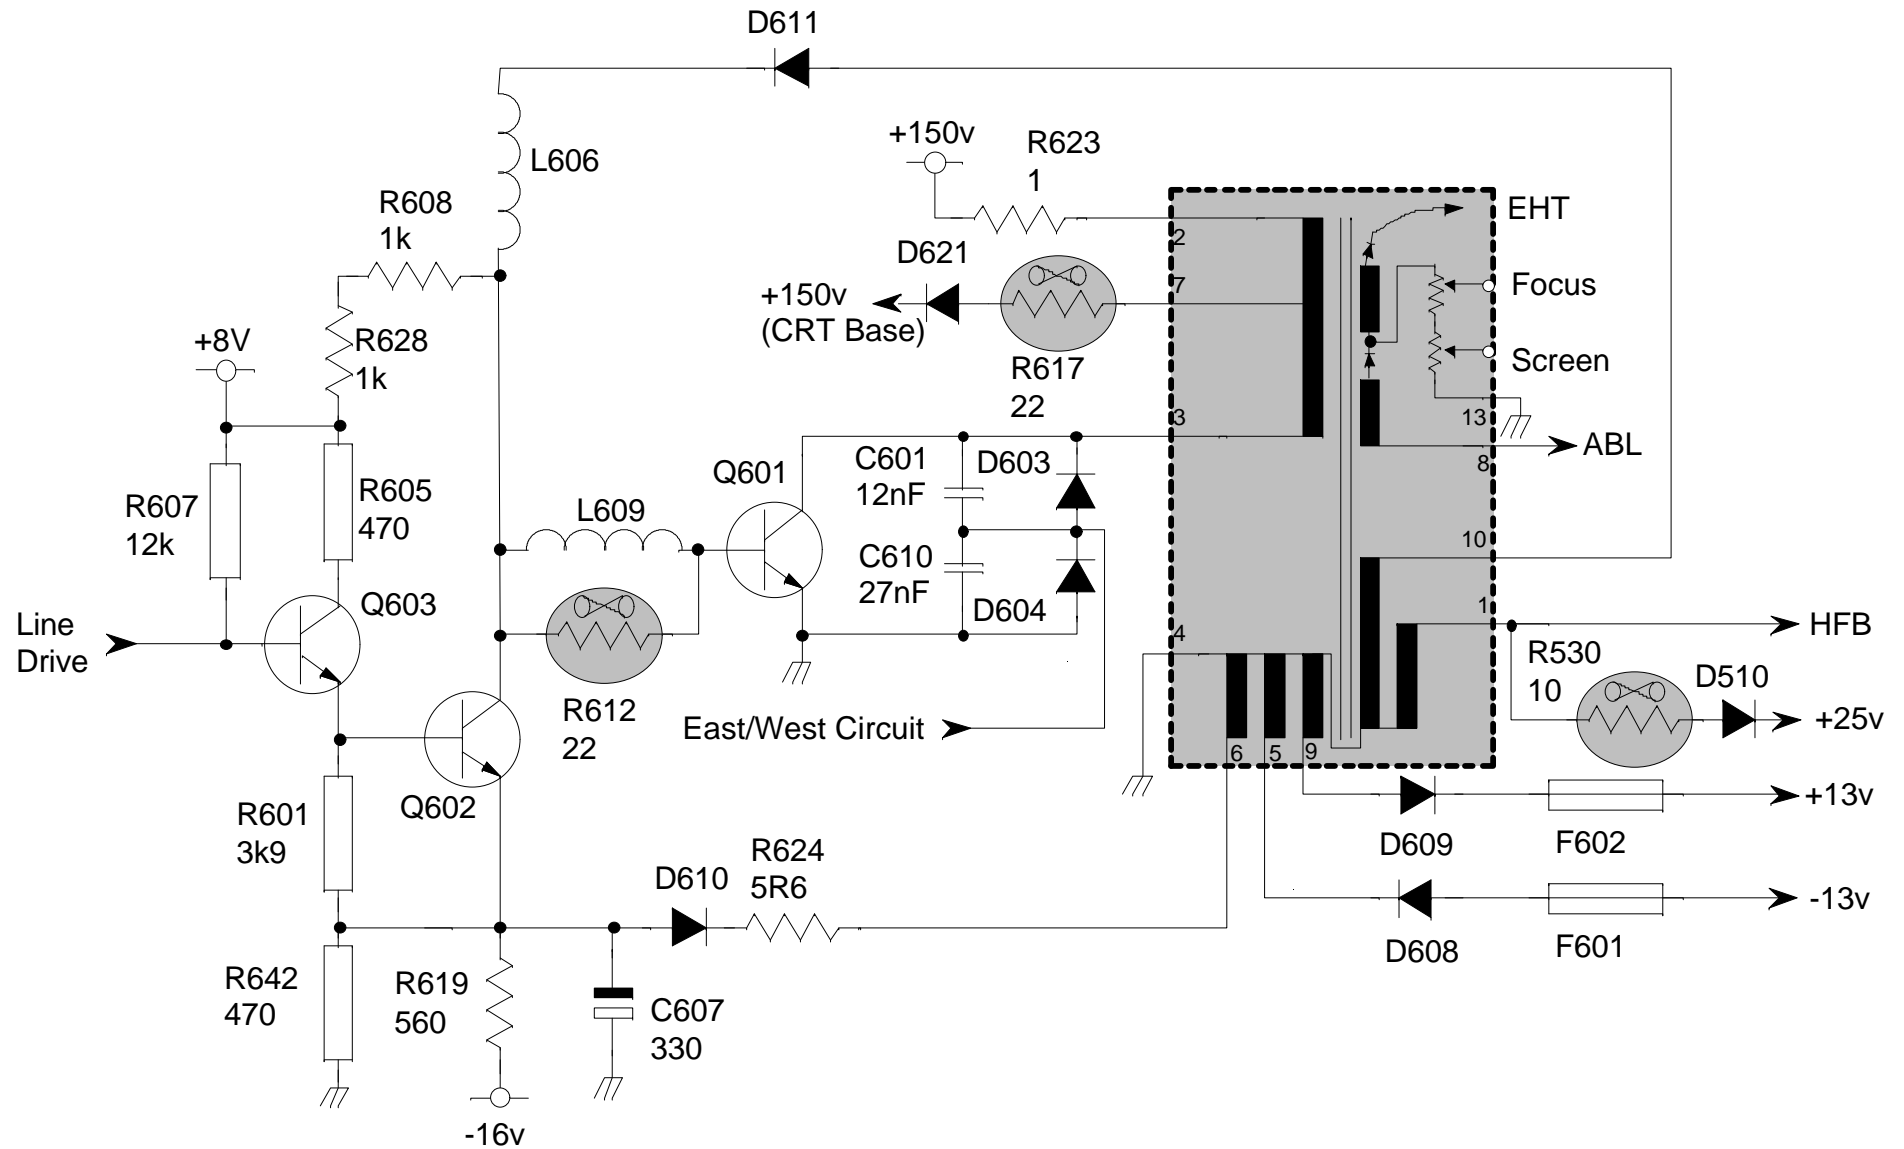 D611
L606
+150v
R623
1
R608
1k
EHT
2
D621
7
+150v
(CRT Base)
Focus
+8V
R628
1k
R617
22
Screen
3
13
ABL
8
Q601
C601
12nF
D603
R607
12k
R605
470
L609
10
C610
27nF
D604
Q603
1
HFB
Line
Drive
4
R530
10
D510
R612
22
East/West Circuit
+25v
6
5
9
Q602
+13v
R601
3k9
D609
F602
D610
R624
5R6
-13v
D608
F601
R642
470
R619
560
C607
330
-16v